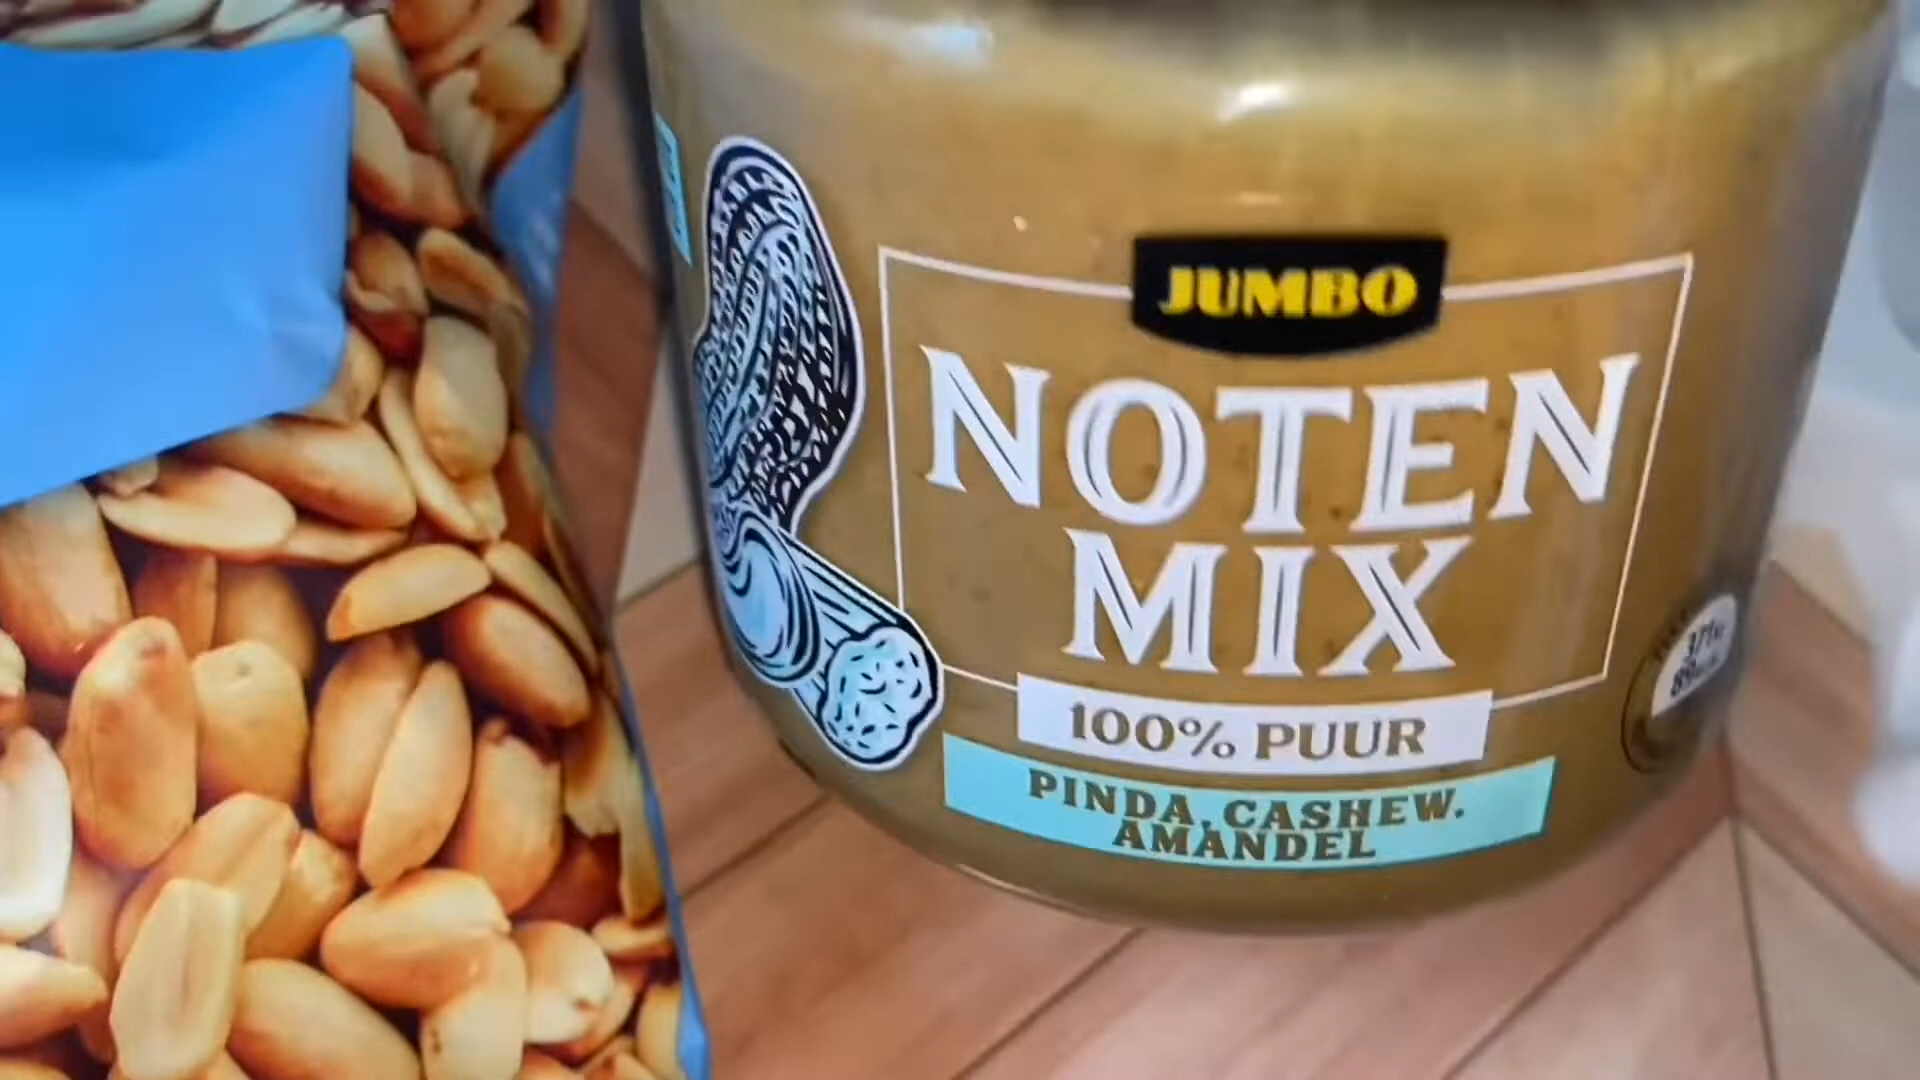 JUMBO
NOTEN
MIX
100% PUUR
PINDA, CASHEW,
AMANDEL